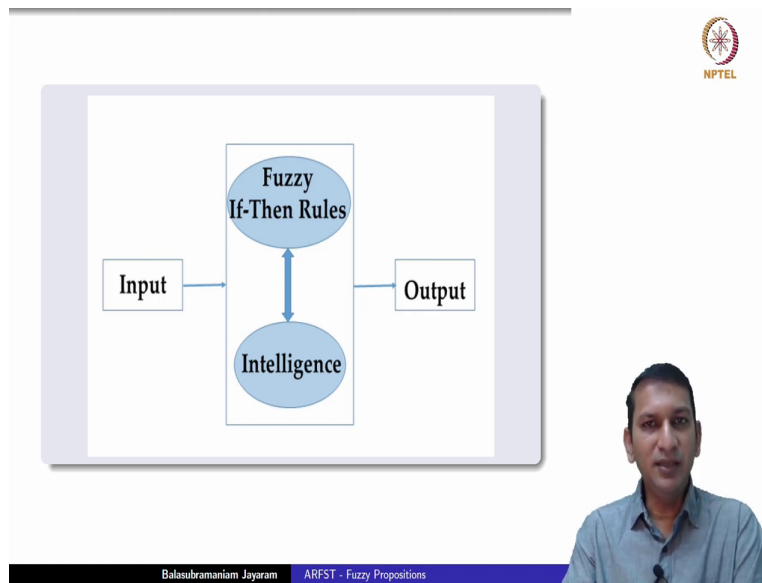 NPTEL
Fuzzy
If-Then Rules
Input
Output
Intelligence
Balasubramaniam Jayaram ARFST - Fuzzy Propositions